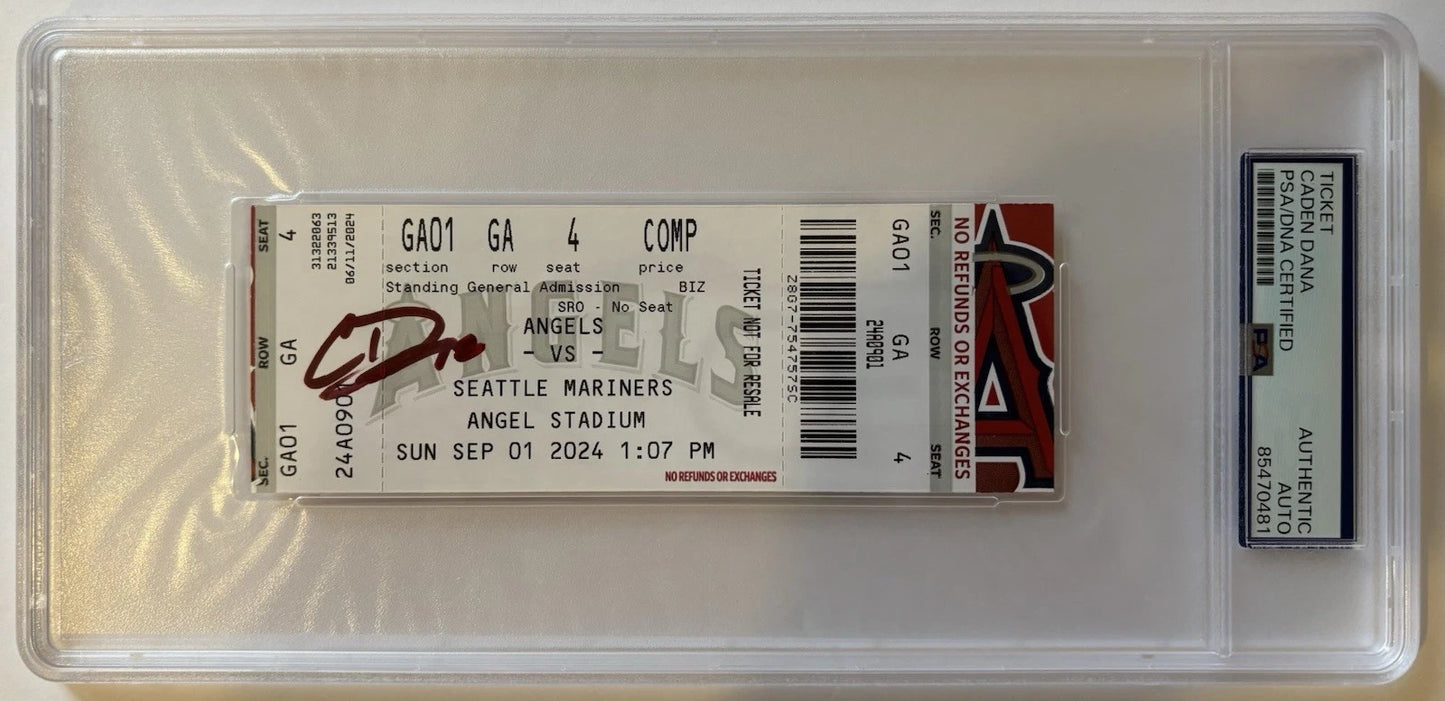 SEAT 4
ROW GA
SEC. GA01
31322063
21339513
06/11/2024
24A090
GA01 GA 4 COMP
section row seat price
Standing General Admission BIZ
SRO - No Seat
ANGELS
ANGELS
- VS -
SEATTLE MARINERS
ANGEL STADIUM
SUN SEP 01 2024 1:07 PM
NO REFUNDS OR EXCHANGES
TICKET NOT FOR RESALE
24A0901
SEC. GA01
ROW GA
SEAT 4
NO REFUNDS OR EXCHANGES
A
TICKET
CADEN DANA
PSA/DNA CERTIFIED
PSA
AUTHENTIC
AUTO
85470481